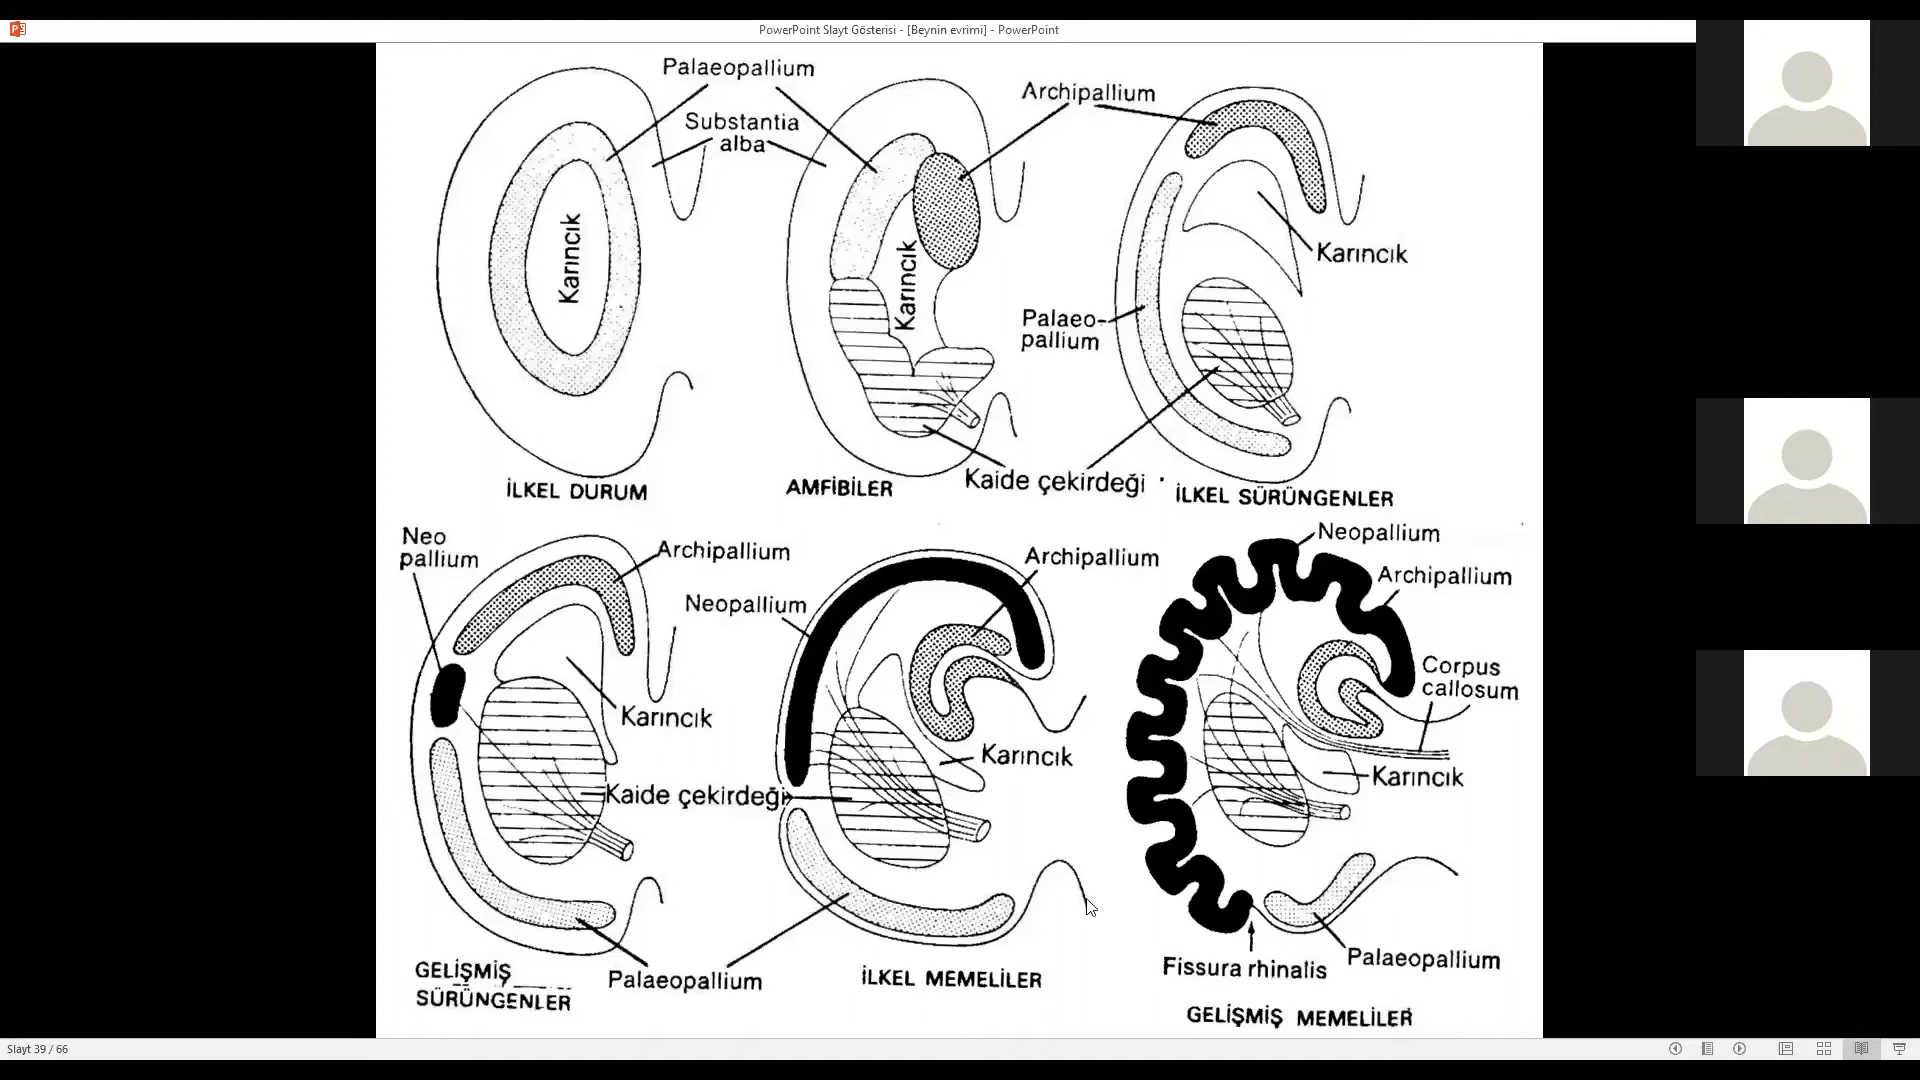 PowerPoint Slayt Gösterisi - [Beynin evrimi] - PowerPoint
Palaeopallium
Substantia
alba
Karıncık
İLKEL DURUM
Karıncık
AMFİBİLER
Archipallium
Karıncık
Palaeo-
pallium
Kaide çekirdeği
İLKEL SÜRÜNGENLER
Neo
pallium
Archipallium
Karıncık
Kaide çekirdeği
GELİŞMİŞ
SÜRÜNGENLER
Palaeopallium
Neopallium
Archipallium
Karıncık
İLKEL MEMELİLER
Neopallium
Archipallium
Corpus
callosum
Karıncık
Fissura rhinalis
Palaeopallium
GELİŞMİŞ MEMELİLER
Slayt 39 / 66